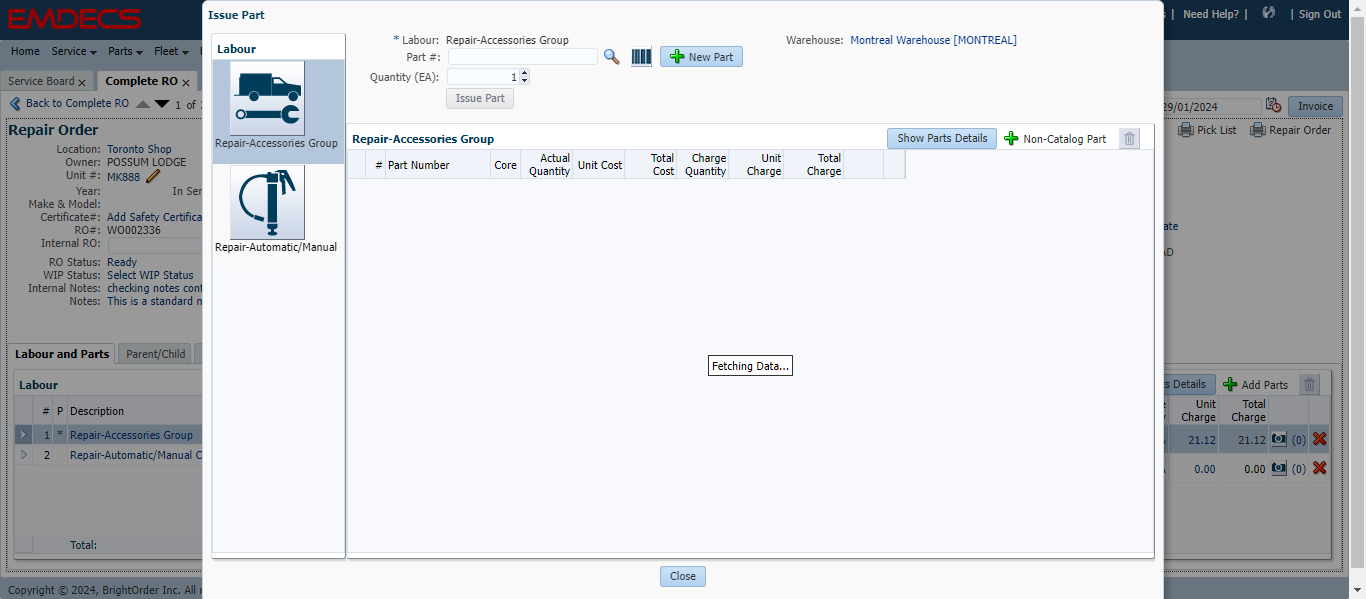 EMDECS
Need Help? | | Sign Out
Home Service Parts Fleet
Service Board x Complete RO x
Back to Complete RO 1 of
29/01/2024 Invoice
Pick List Repair Order
Repair Order
Location: Toronto Shop
Owner: POSSUM LODGE
Unit #: MK888
Year: In Ser
Make & Model:
Certificate#: Add Safety Certifica
RO#: WO002336
Internal RO:
RO Status: Ready
WIP Status: Select WIP Status
Internal Notes: checking notes cont
Notes: This is a standard n
Labour and Parts Parent/Child
Labour
# P Description
1 * Repair-Accessories Group
2 Repair-Automatic/Manual C
Total:
Copyright © 2024, BrightOrder Inc. All r
Issue Part
Labour
Repair-Accessories Group
Repair-Automatic/Manual
* Labour: Repair-Accessories Group
Warehouse: Montreal Warehouse [MONTREAL]
Part #: New Part
Quantity (EA): 1
Issue Part
Repair-Accessories Group Show Parts Details Non-Catalog Part
# Part Number Core Actual Quantity Unit Cost Total Cost Charge Quantity Unit Charge Total Charge
Fetching Data...
Close
ate
AD
s Details Add Parts
Unit Charge Total Charge
21.12 21.12 (0)
0.00 0.00 (0)